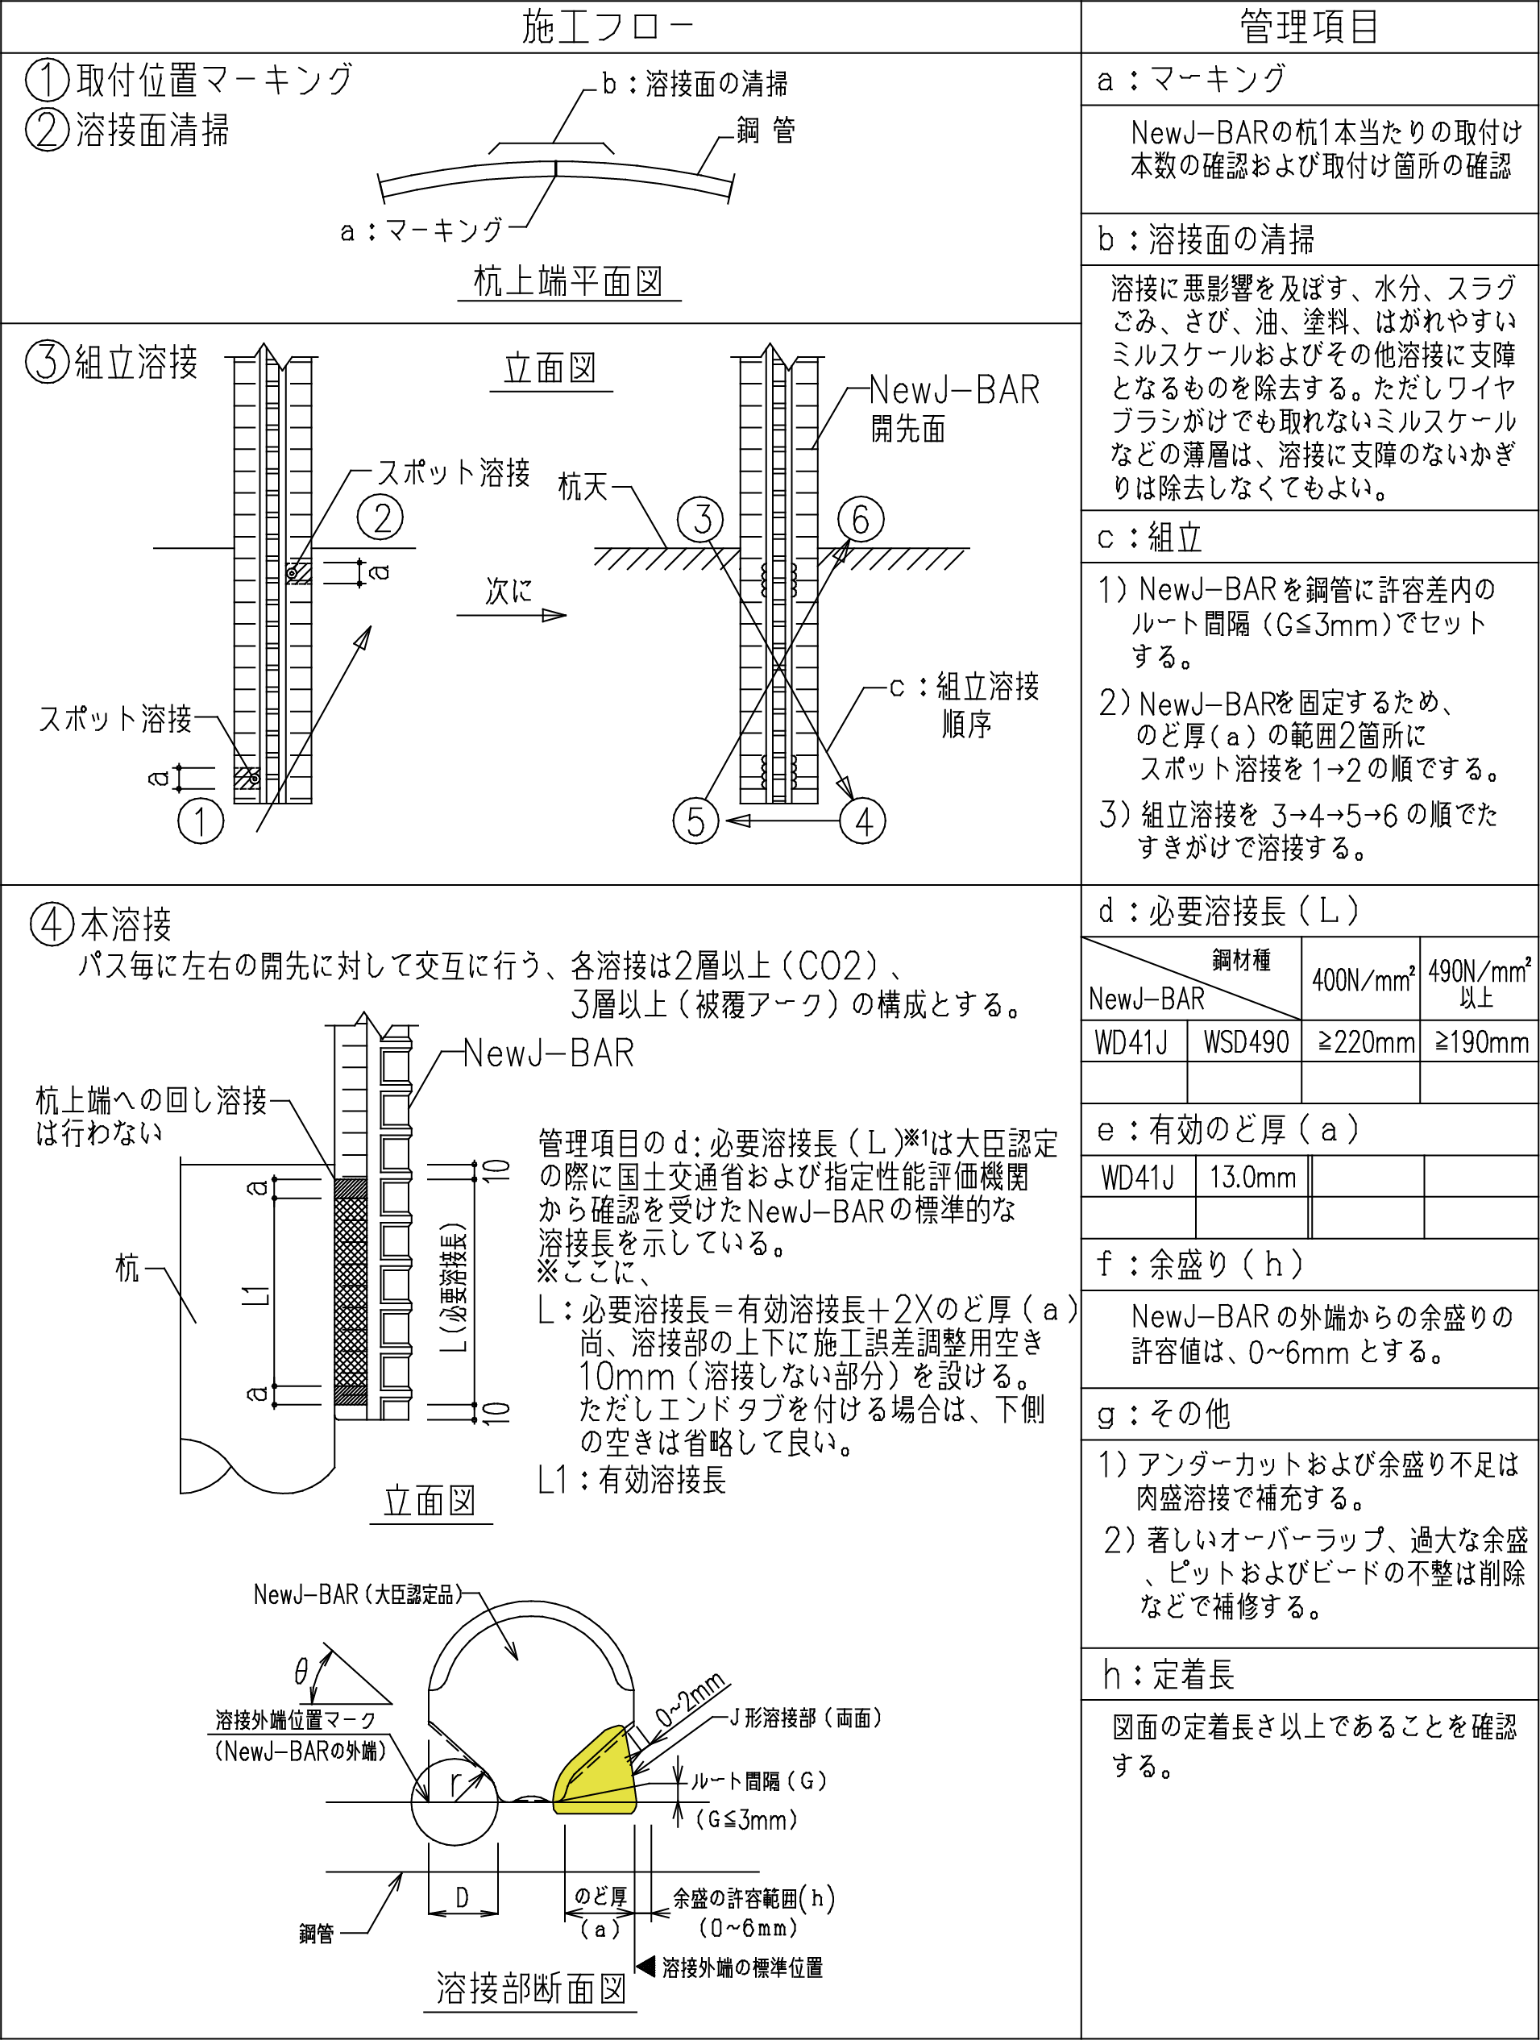 施工フロー
管理項目
①取付位置マーキング
②溶接面清掃
b：溶接面の清掃
鋼 管
a：マーキング
杭上端平面図
③組立溶接
立面図
NewJ-BAR
開先面
スポット溶接
②
杭天
③
⑥
a
次に
スポット溶接
c：組立溶接
順序
a
①
⑤
④
④本溶接
パス毎に左右の開先に対して交互に行う、各溶接は2層以上（CO2）、
3層以上（被覆アーク）の構成とする。
NewJ-BAR
杭上端への回し溶接
は行わない
10
a
杭
L1
L（必要溶接長）
a
10
立面図
管理項目のd：必要溶接長（L）※1は大臣認定
の際に国土交通省および指定性能評価機関
から確認を受けたNewJ-BARの標準的な
溶接長を示している。
※ここに、
L：必要溶接長＝有効溶接長＋2Xのど厚（a）
尚、溶接部の上下に施工誤差調整用空き
10mm（溶接しない部分）を設ける。
ただしエンドタブを付ける場合は、下側
の空きは省略して良い。
L1：有効溶接長
NewJ-BAR（大臣認定品）
θ
溶接外端位置マーク
（NewJ-BARの外端）
r
0~2mm
J形溶接部（両面）
ルート間隔（G）
（G≦3mm）
D
のど厚
（a）
余盛の許容範囲(h)
（0~6mm）
鋼管
溶接外端の標準位置
溶接部断面図
a：マーキング
NewJ-BARの杭1本当たりの取付け
本数の確認および取付け箇所の確認
b：溶接面の清掃
溶接に悪影響を及ぼす、水分、スラグ
ごみ、さび、油、塗料、はがれやすい
ミルスケールおよびその他溶接に支障
となるものを除去する。ただしワイヤ
ブラシがけでも取れないミルスケール
などの薄層は、溶接に支障のないかぎ
りは除去しなくてもよい。
c：組立
1）NewJ-BARを鋼管に許容差内の
ルート間隔（G≦3mm）でセット
する。
2）NewJ-BARを固定するため、
のど厚(a)の範囲2箇所に
スポット溶接を1→2の順でする。
3）組立溶接を 3→4→5→6 の順でた
すきがけで溶接する。
d：必要溶接長（L）
鋼材種
NewJ-BAR
400N/mm²
490N/mm²
以上
WD41J WSD490 ≧220mm ≧190mm
e：有効のど厚（a）
WD41J 13.0mm
f：余盛り（h）
NewJ-BARの外端からの余盛りの
許容値は、0~6mmとする。
g：その他
1）アンダーカットおよび余盛り不足は
肉盛溶接で補充する。
2）著しいオーバーラップ、過大な余盛
、ピットおよびビードの不整は削除
などで補修する。
h：定着長
図面の定着長さ以上であることを確認
する。